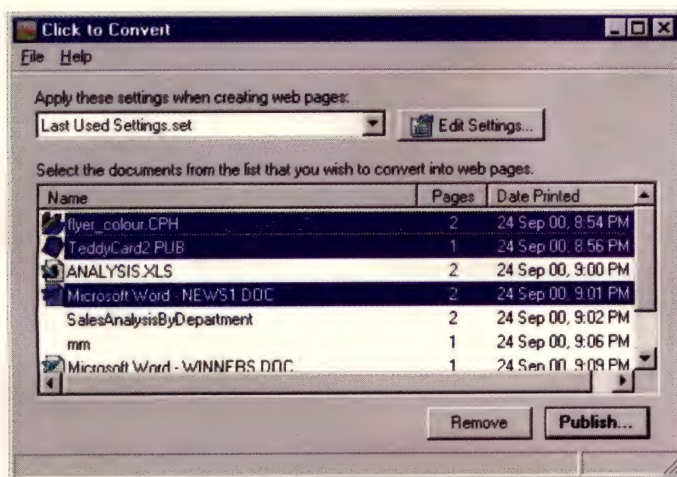 Click to Convert
File Help
Apply these settings when creating web pages:
Last Used Settings.set Edit Settings...
Select the documents from the list that you wish to convert into web pages.
Name Pages Date Printed
flyer_colour.CPH 2 24 Sep 00, 8:54 PM
TeddyCard2.PUB 1 24 Sep 00, 8:56 PM
ANALYSIS.XLS 2 24 Sep 00, 9:00 PM
Microsoft Word - NEWS1.DOC 2 24 Sep 00, 9:01 PM
SalesAnalysisByDepartment 2 24 Sep 00, 9:02 PM
mm 1 24 Sep 00, 9:06 PM
Microsoft Word - WINNERS.DOC 1 24 Sep 00, 9:09 PM
Remove Publish...